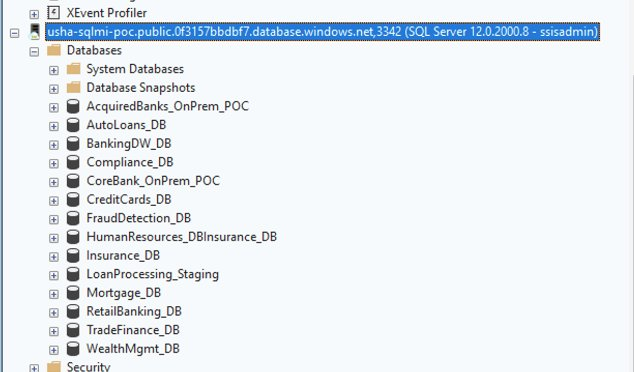 XEvent Profiler
usha-sqlmi-poc.public.0f3157bbdbf7.database.windows.net,3342 (SQL Server 12.0.2000.8 - ssisadmin)
Databases
System Databases
Database Snapshots
AcquiredBanks_OnPrem_POC
AutoLoans_DB
BankingDW_DB
Compliance_DB
CoreBank_OnPrem_POC
CreditCards_DB
FraudDetection_DB
HumanResources_DBInsurance_DB
Insurance_DB
LoanProcessing_Staging
Mortgage_DB
RetailBanking_DB
TradeFinance_DB
WealthMgmt_DB
Security